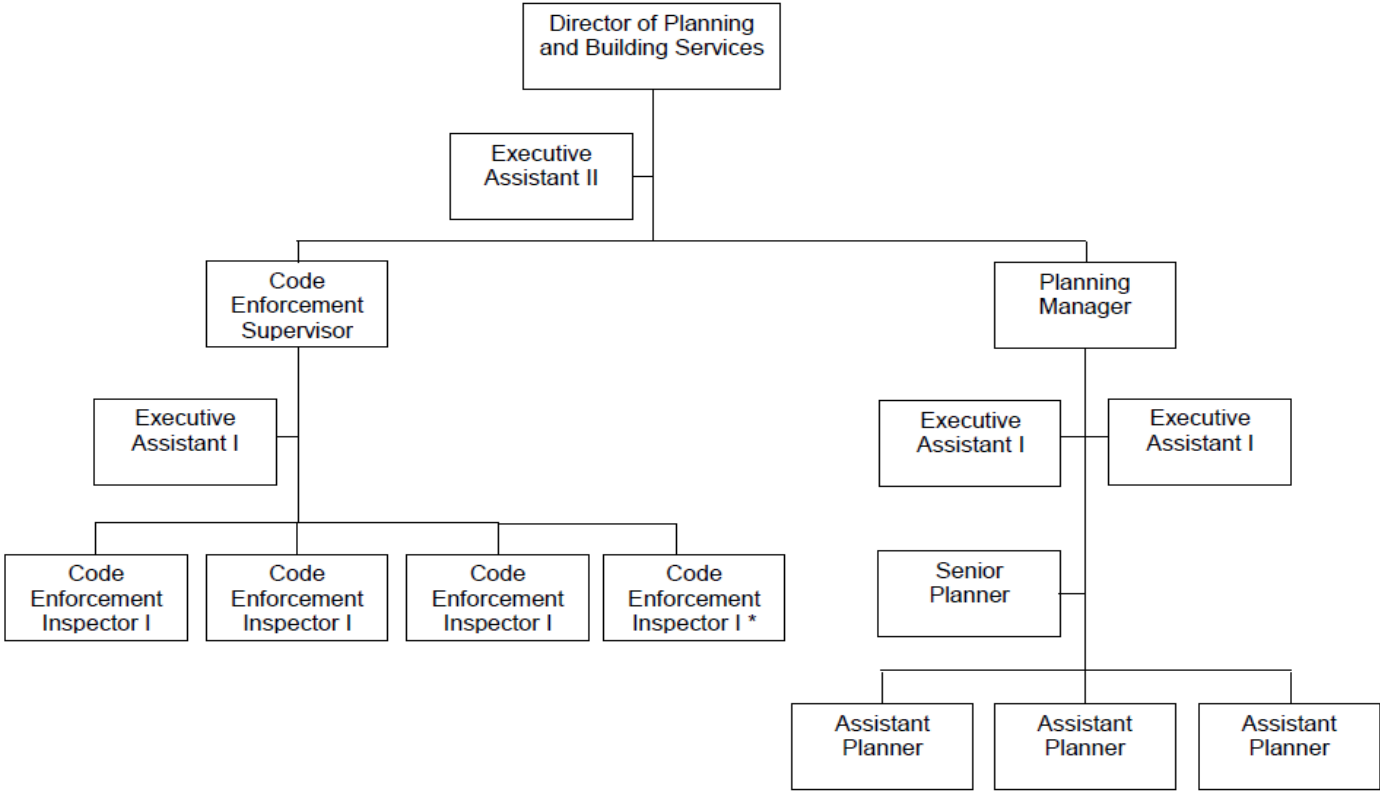 Director of Planning
and Building Services
Executive
Assistant II
Code
Enforcement
Supervisor
Planning
Manager
Executive
Assistant I
Executive
Assistant I
Executive
Assistant I
Code
Enforcement
Inspector I
Code
Enforcement
Inspector I
Code
Enforcement
Inspector I
Code
Enforcement
Inspector I *
Senior
Planner
Assistant
Planner
Assistant
Planner
Assistant
Planner